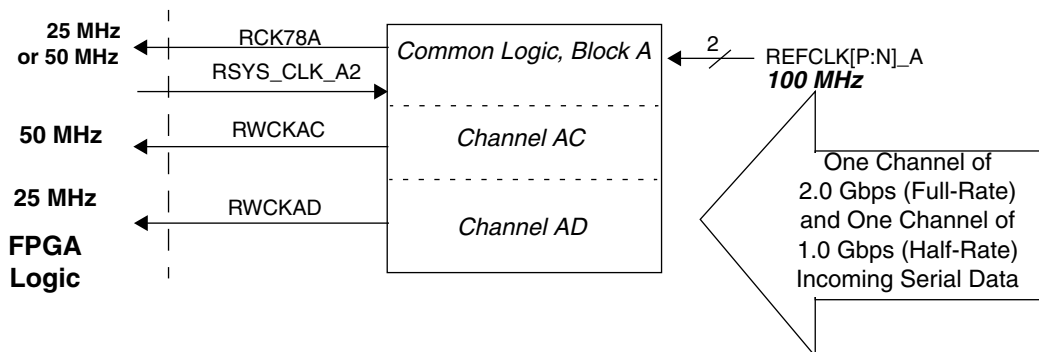 25 MHz
or 50 MHz
RCK78A
RSYS_CLK_A2
Common Logic, Block A
2
REFCLK[P:N]_A
100 MHz
50 MHz
RWCKAC
Channel AC
25 MHz
RWCKAD
Channel AD
FPGA
Logic
One Channel of
2.0 Gbps (Full-Rate)
and One Channel of
1.0 Gbps (Half-Rate)
Incoming Serial Data